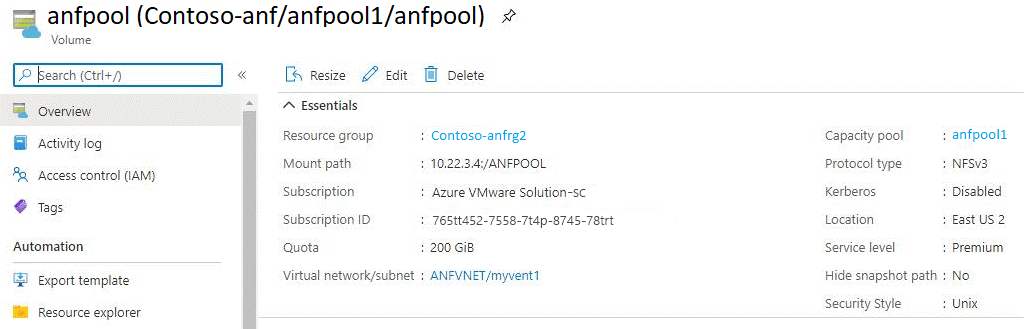 anfpool (Contoso-anf/anfpool1/anfpool)
Volume
Search (Ctrl+/)
«
Overview
Activity log
Access control (IAM)
Tags
Automation
Export template
Resource explorer
Resize Edit Delete
Essentials
Resource group : Contoso-anfrg2
Mount path : 10.22.3.4:/ANFPOOL
Subscription : Azure VMware Solution-SC
Subscription ID : 765tt452-7558-7t4p-8745-78trt
Quota : 200 GiB
Virtual network/subnet : ANFVNET/myvent1
Capacity pool : anfpool1
Protocol type : NFSv3
Kerberos : Disabled
Location : East US 2
Service level : Premium
Hide snapshot path : No
Security Style : Unix